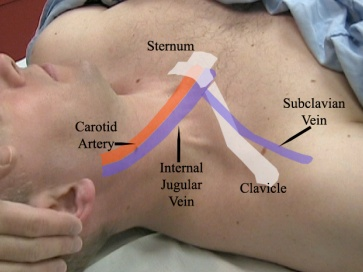 Sternum
Carotid
Artery
Internal
Jugular
Vein
Clavicle
Subclavian
Vein